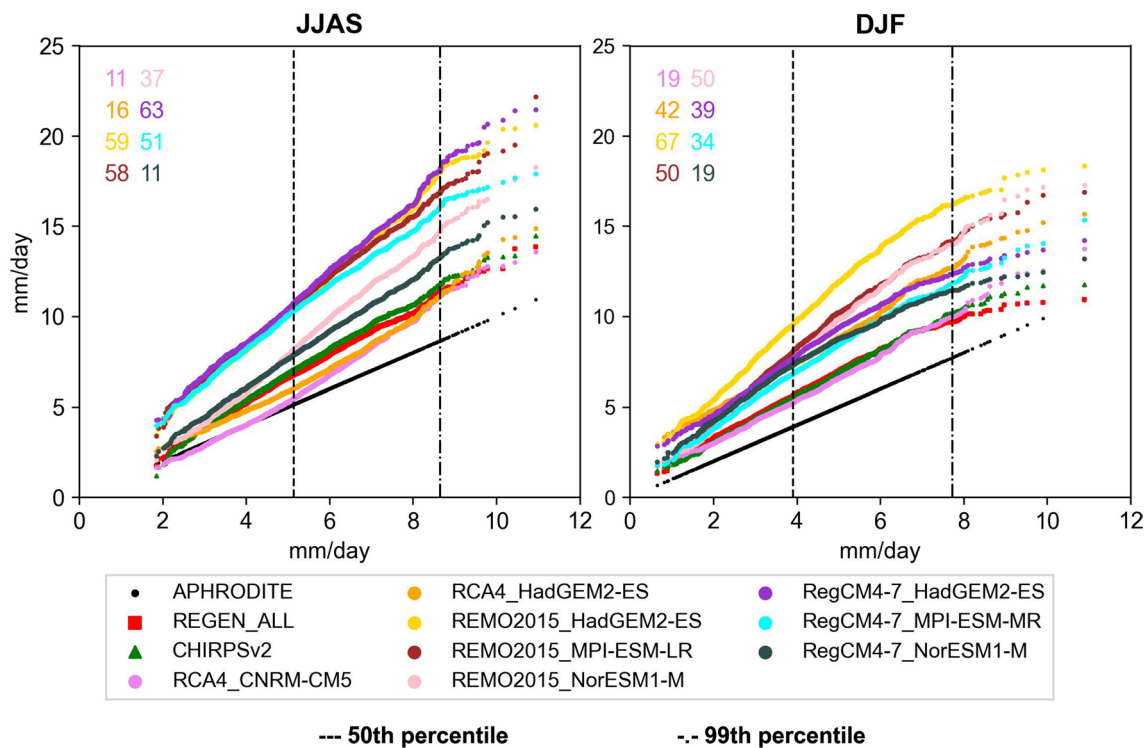 JJAS
DJF
25
20
15
10
5
0
mm/day
11 37
16 63
59 51
58 11
0 2 4 6 8 10 12
mm/day
25
20
15
10
5
0
19 50
42 39
67 34
50 19
0 2 4 6 8 10 12
mm/day
APHRODITE
REGEN_ALL
CHIRPSv2
RCA4_CNRM-CM5
RCA4_HadGEM2-ES
REMO2015_HadGEM2-ES
REMO2015_MPI-ESM-LR
REMO2015_NorESM1-M
RegCM4-7_HadGEM2-ES
RegCM4-7_MPI-ESM-MR
RegCM4-7_NorESM1-M
--- 50th percentile
-.- 99th percentile